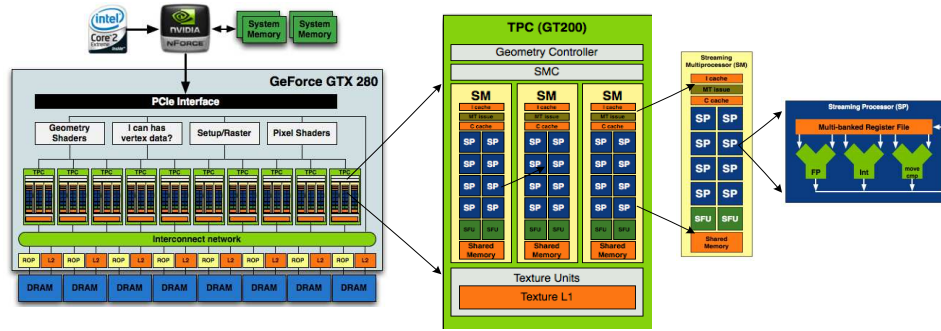 intel
Core 2
Extreme
inside™
NVIDIA
NFORCE
System
Memory
System
Memory
GeForce GTX 280
PCIe Interface
Geometry
Shaders
I can has
vertex data?
Setup/Raster
Pixel Shaders
TPC TPC TPC TPC TPC TPC TPC TPC TPC TPC
Interconnect network
ROP L2 ROP L2 ROP L2 ROP L2 ROP L2 ROP L2 ROP L2 ROP L2
DRAM DRAM DRAM DRAM DRAM DRAM DRAM DRAM
TPC (GT200)
Geometry Controller
SMC
SM SM SM
I cache I cache I cache
MT issue MT issue MT issue
C cache C cache C cache
SP SP SP SP SP SP
SP SP SP SP SP SP
SP SP SP SP SP SP
SP SP SP SP SP SP
SFU SFU SFU SFU SFU SFU
Shared Shared Shared
Memory Memory Memory
Texture Units
Texture L1
Streaming
Multiprocessor (SM)
I cache
MT issue
C cache
SP SP
SP SP
SP SP
SP SP
SFU SFU
Shared
Memory
Streaming Processor (SP)
Multi-banked Register File
FP
Int
move
cmp